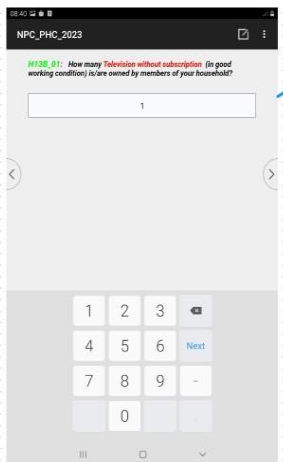 08:40
NPC_PHC_2023
H13B_01: How many Television without subscription (in good
working condition) is/are owned by members of your household?
1
1 2 3
4 5 6 Next
7 8 9 -
0 .